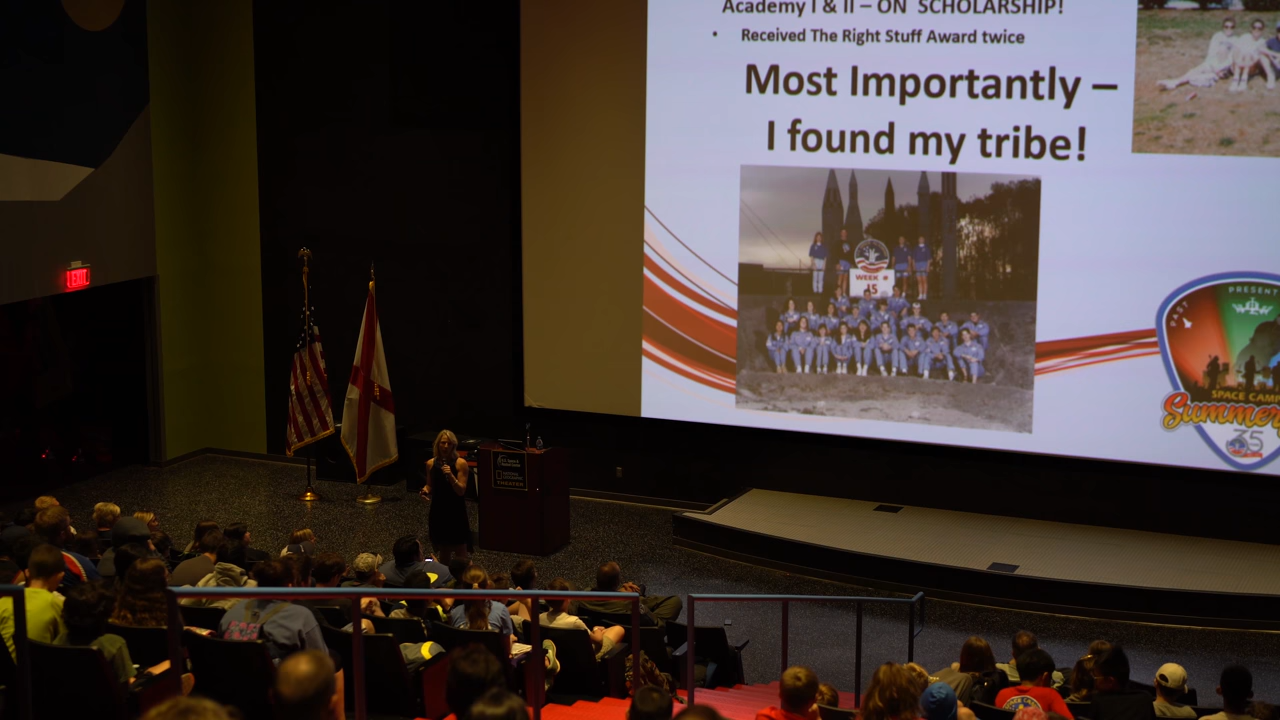 Academy I & II – ON SCHOLARSHIP!
• Received The Right Stuff Award twice
Most Importantly –
I found my tribe!
WEEK #
15
PAST
PRESENT
SPACE CAMP
Summer
35
EXIT
THEATER